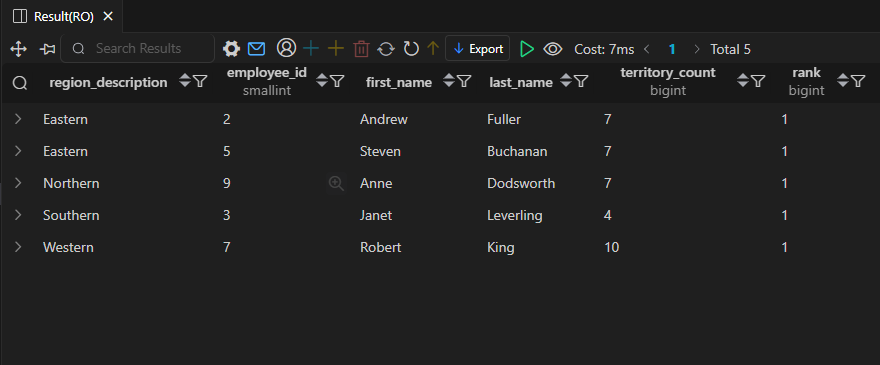 Result(RO)
Search Results Export Cost: 7ms 1 Total 5
region_description employee_id first_name last_name territory_count rank
smallint bigint bigint
Eastern 2 Andrew Fuller 7 1
Eastern 5 Steven Buchanan 7 1
Northern 9 Anne Dodsworth 7 1
Southern 3 Janet Leverling 4 1
Western 7 Robert King 10 1